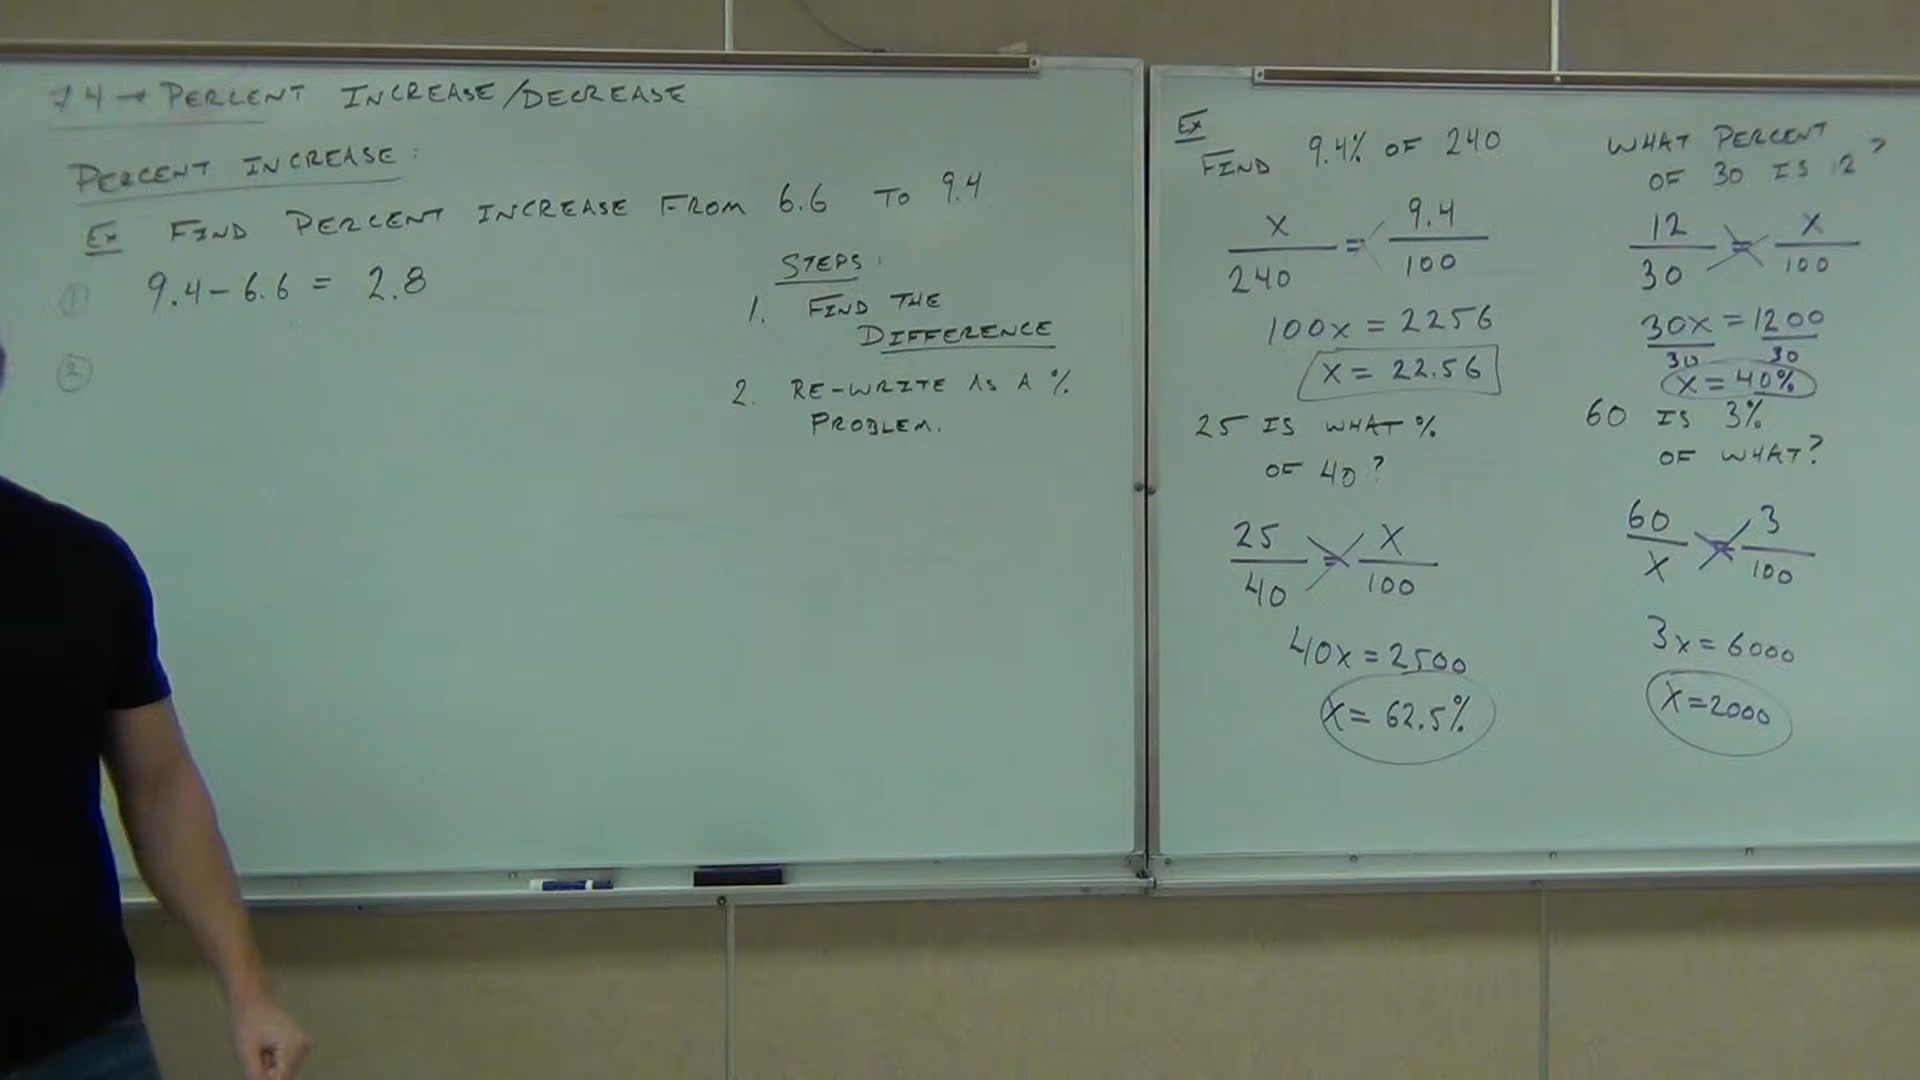 7.4 → PERCENT INCREASE/DECREASE
PERCENT INCREASE:
Ex FIND PERCENT INCREASE FROM 6.6 TO 9.4
① 9.4 - 6.6 = 2.8
②
STEPS:
1. FIND THE
DIFFERENCE
2. RE-WRITE AS A %
PROBLEM.
Ex
FIND 9.4% OF 240
x/240 = 9.4/100
100x = 2256
x = 22.56
25 IS WHAT %
OF 40?
25/40 = x/100
40x = 2500
x = 62.5%
WHAT PERCENT
OF 30 IS 12?
12/30 = x/100
30x = 1200
30 30
x = 40%
60 IS 3%
OF WHAT?
60/x = 3/100
3x = 6000
x = 2000